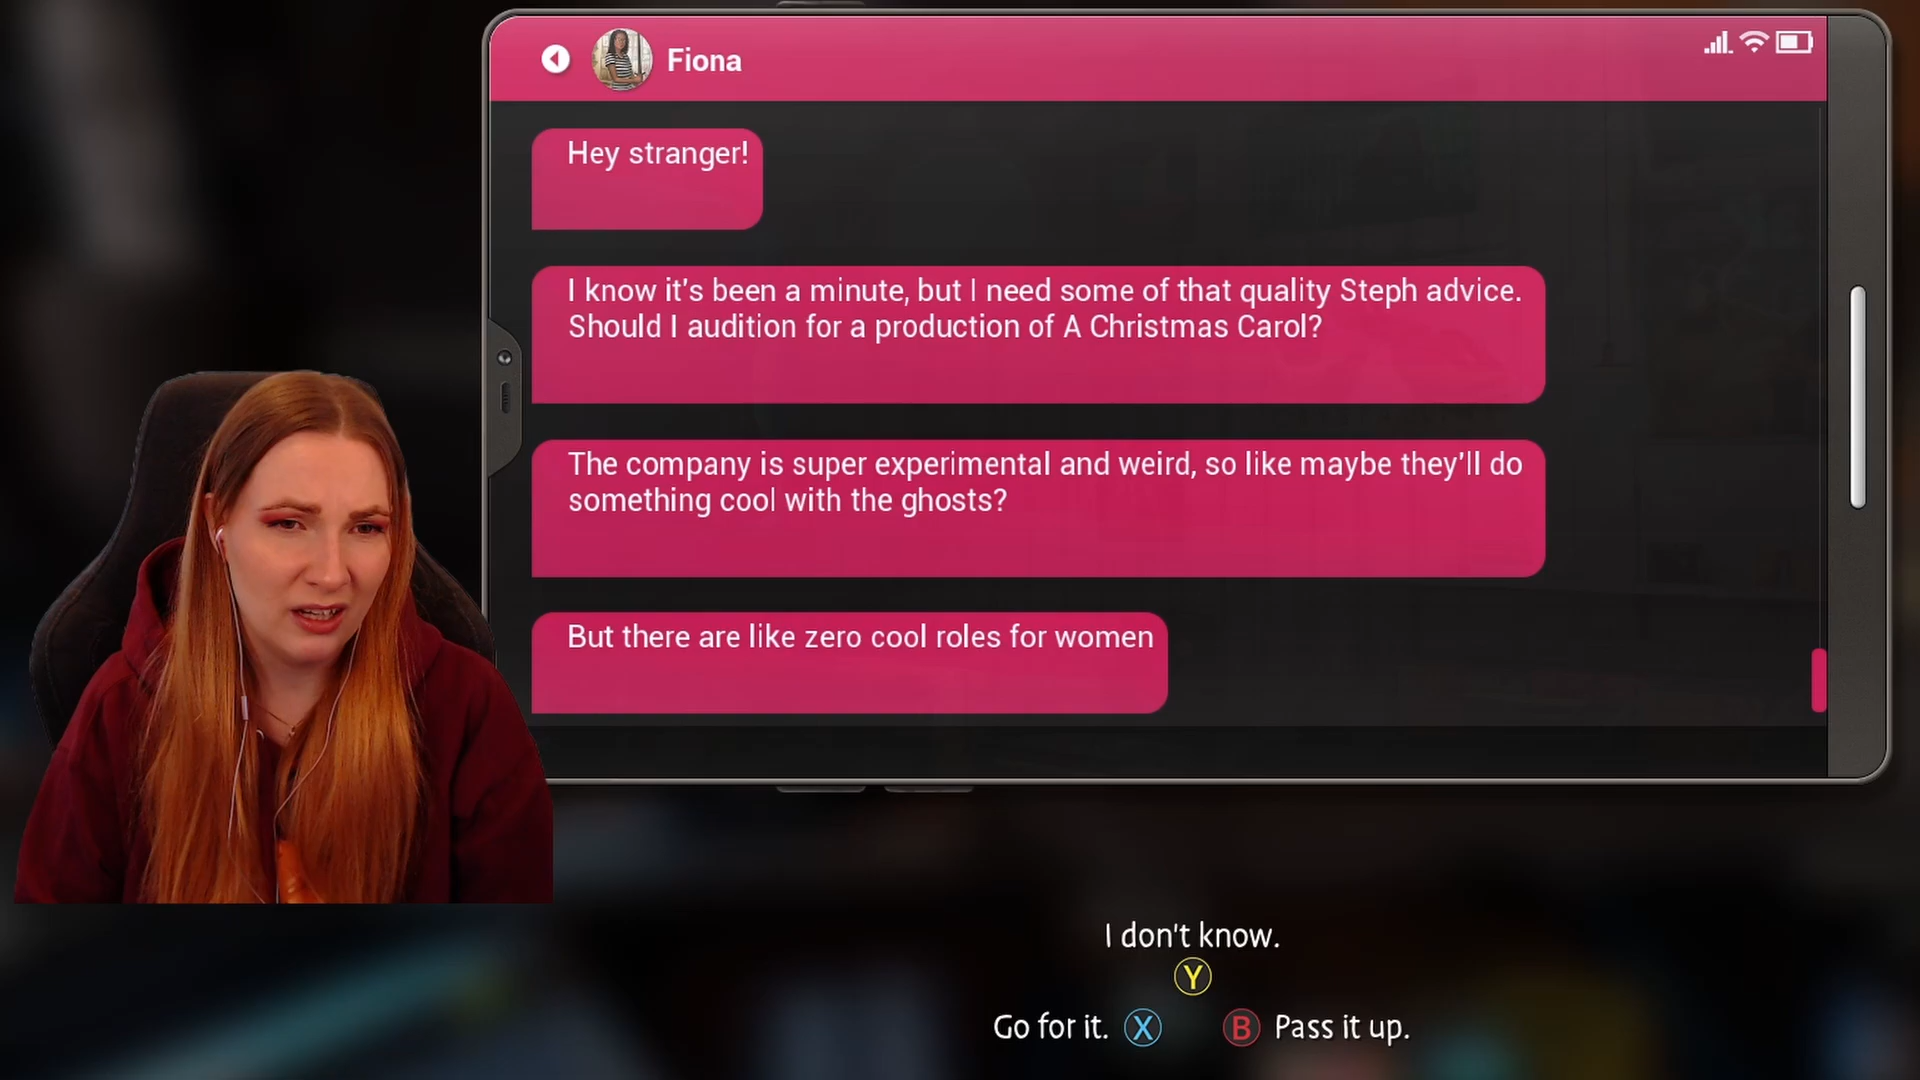 Fiona
Hey stranger!
I know it's been a minute, but I need some of that quality Steph advice.
Should I audition for a production of A Christmas Carol?
The company is super experimental and weird, so like maybe they'll do
something cool with the ghosts?
But there are like zero cool roles for women
I don't know.
Y
Go for it. X B Pass it up.